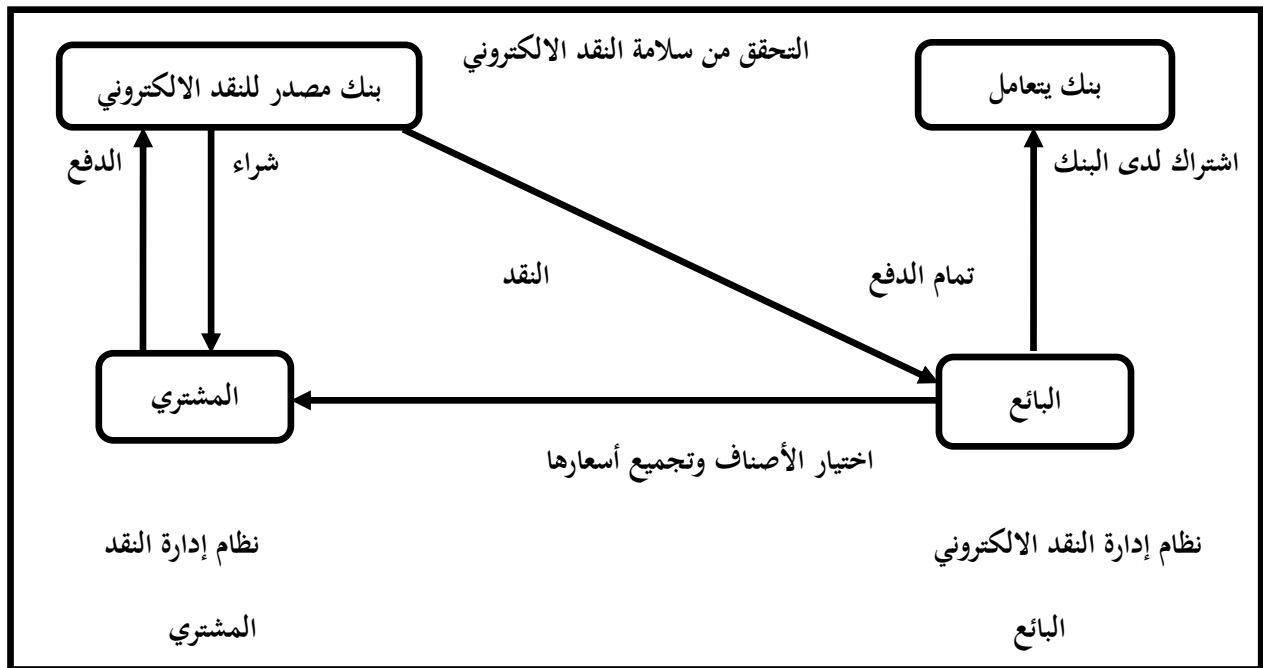 التحقق من سلامة النقد الالكتروني
بنك يتعامل
بنك مصدر للنقد الالكتروني
اشتراك لدى البنك
شراء
الدفع
تمام الدفع
النقد
البائع
المشتري
اختيار الأصناف وتجميع أسعارها
نظام إدارة النقد الالكتروني
نظام إدارة النقد
البائع
المشتري